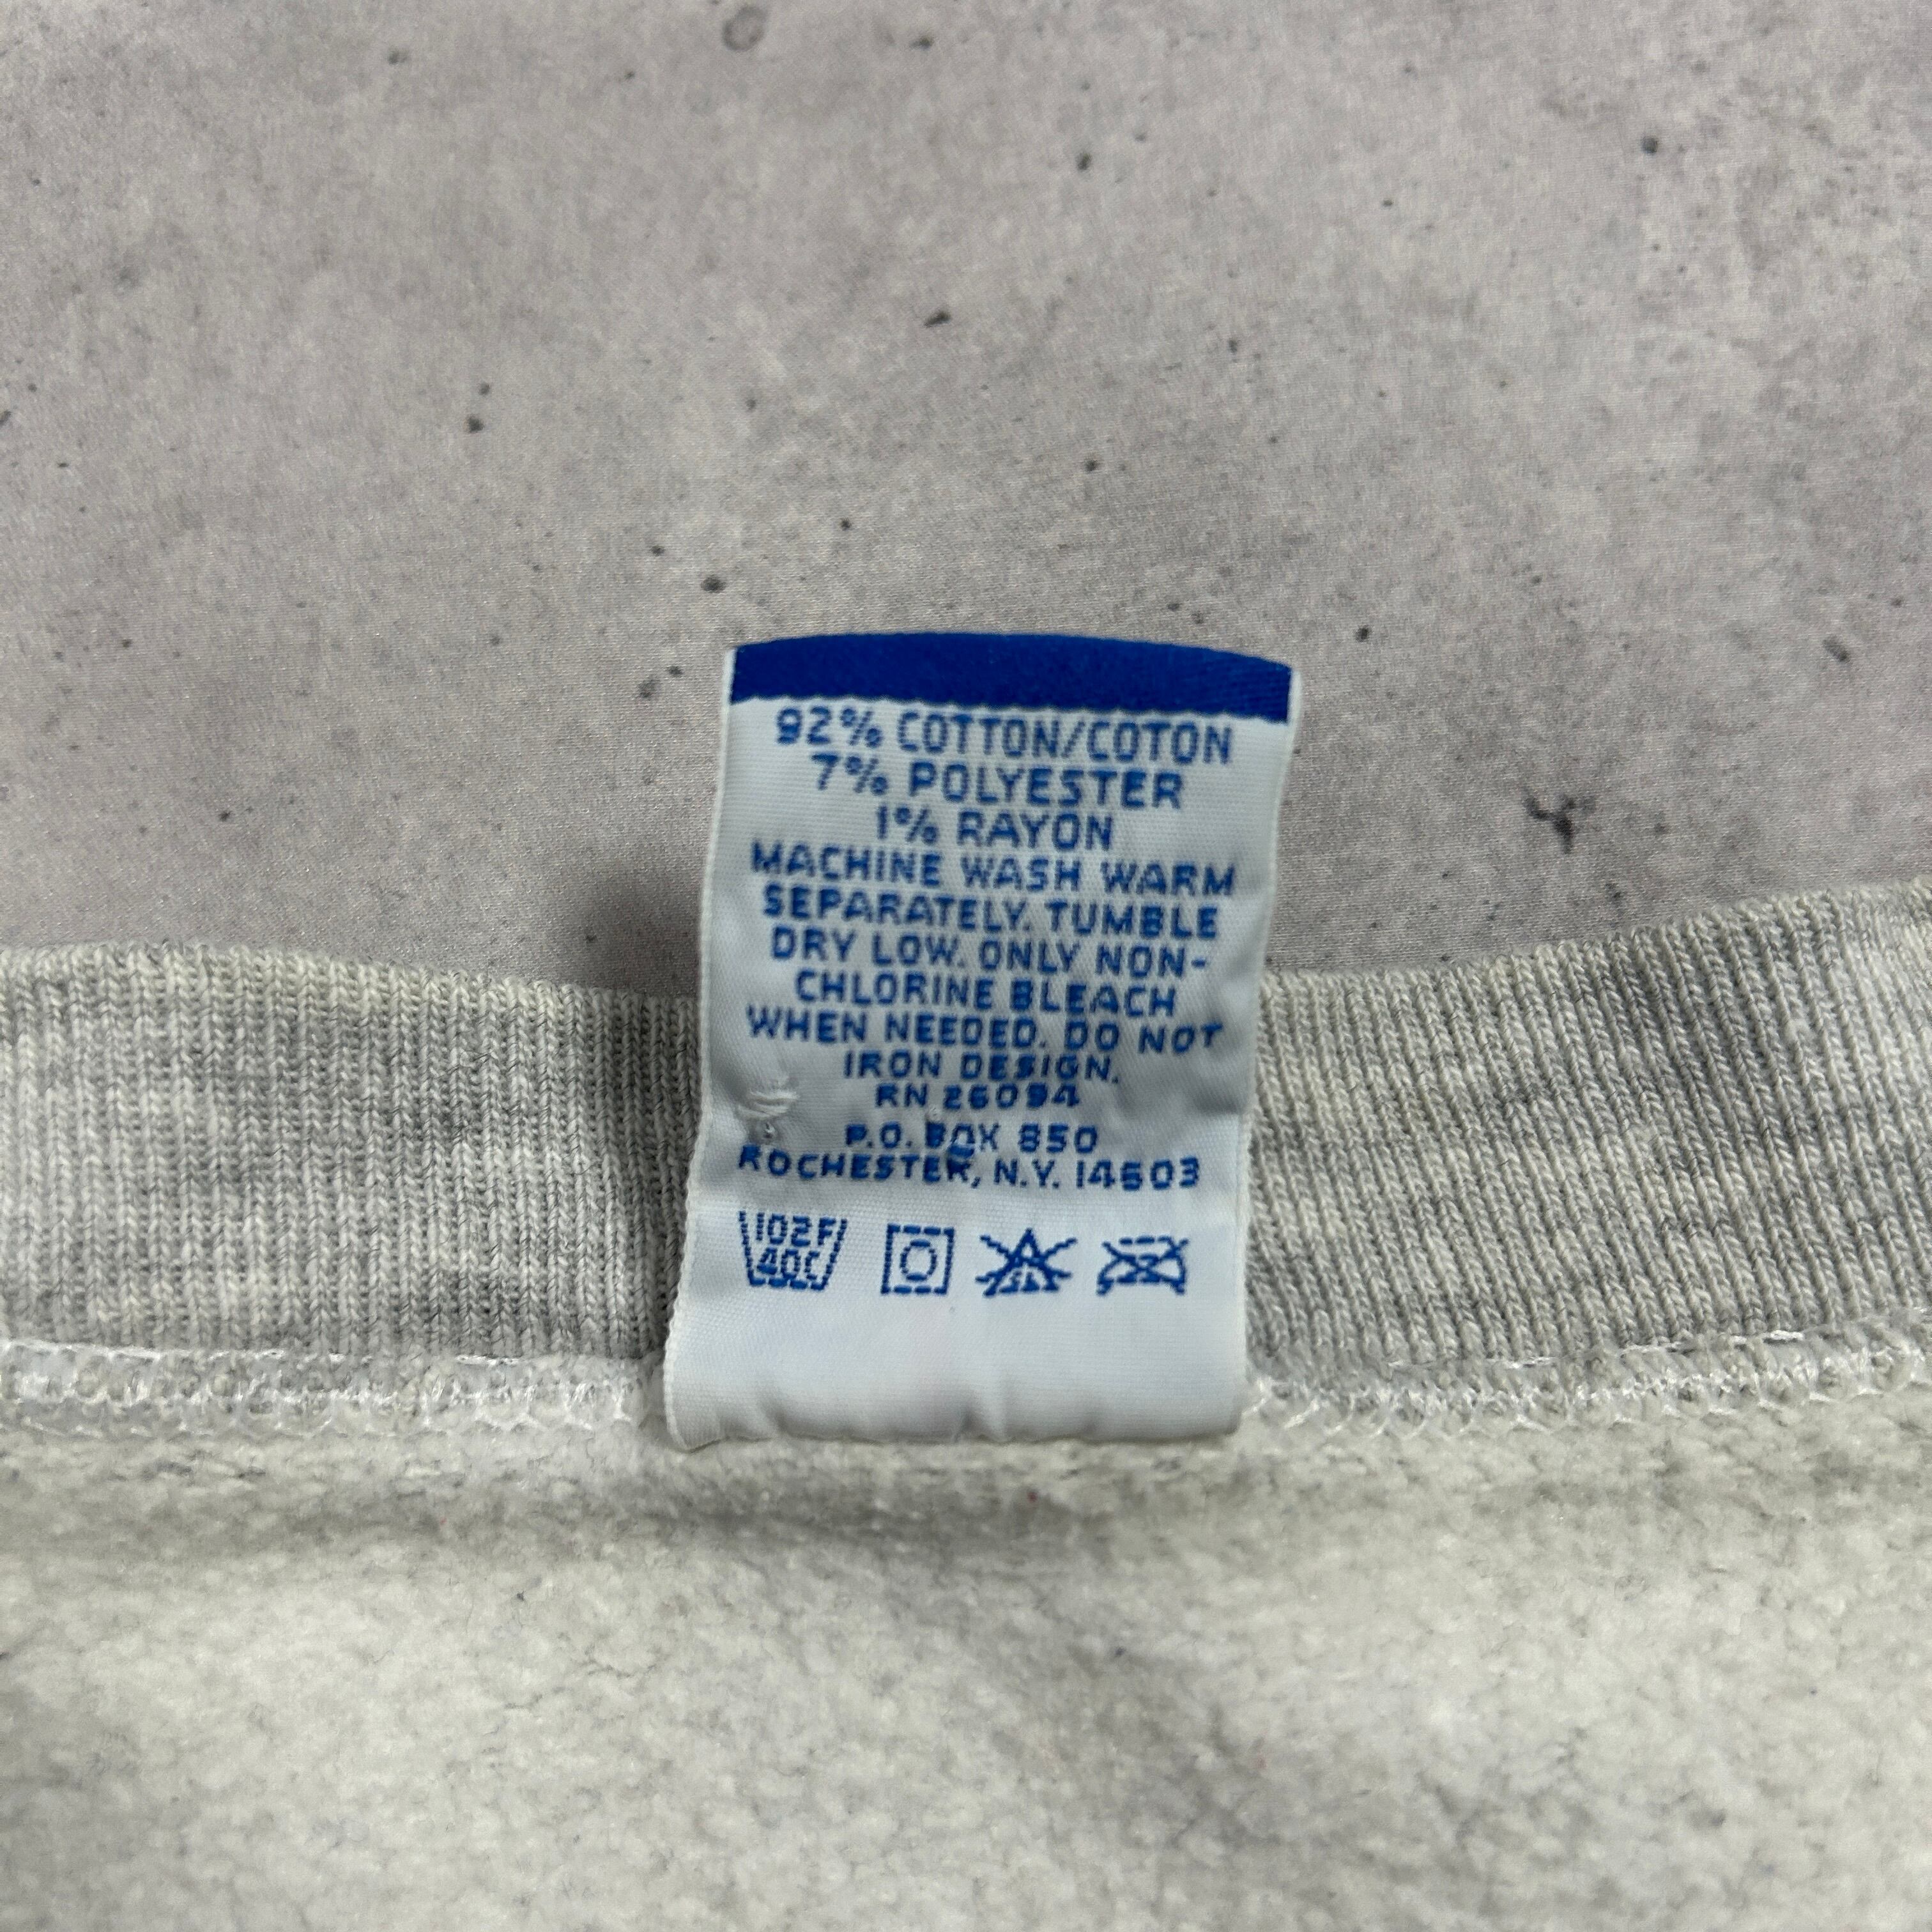 92% COTTON/COTON
7% POLYESTER
1% RAYON
MACHINE WASH WARM
SEPARATELY. TUMBLE
DRY LOW. ONLY NON-
CHLORINE BLEACH
WHEN NEEDED. DO NOT
IRON DESIGN.
RN 26094
P.O. BOX 850
ROCHESTER, N.Y. 14603
102F
40C